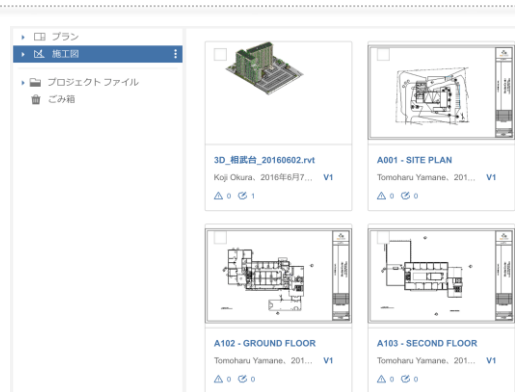 プラン
施工図
プロジェクト ファイル
ごみ箱
3D_相武台_20160602.rvt
Koji Okura、2016年6月7... V1
0 1
A001 - SITE PLAN
Tomoharu Yamane、201... V1
0 0
A102 - GROUND FLOOR
Tomoharu Yamane、201... V1
0 0
A103 - SECOND FLOOR
Tomoharu Yamane、201... V1
0 0